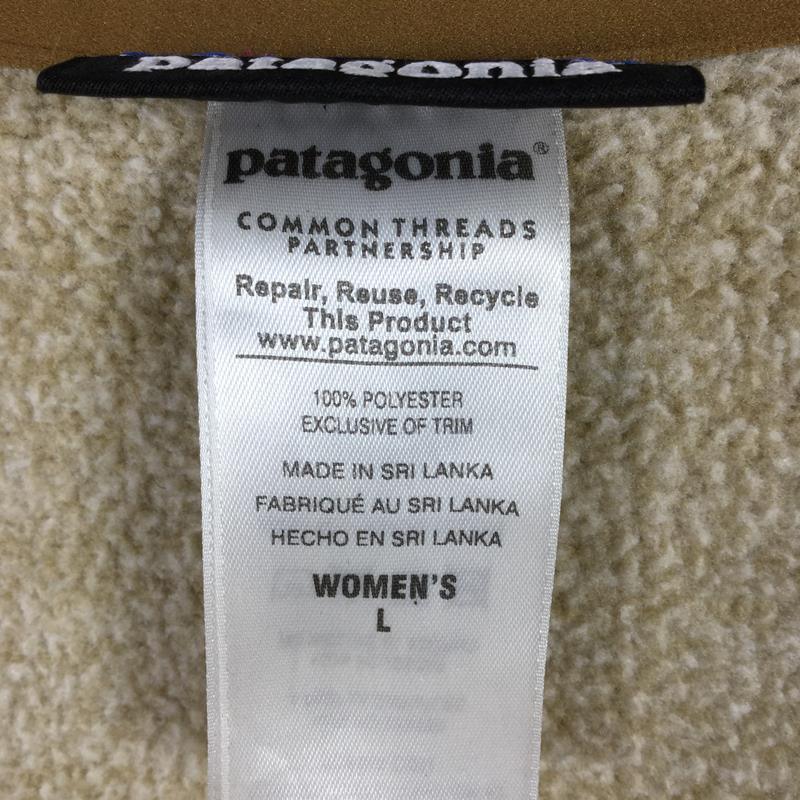 patagonia
patagonia®
COMMON THREADS
PARTNERSHIP
Repair, Reuse, Recycle
This Product
www.patagonia.com
100% POLYESTER
EXCLUSIVE OF TRIM
MADE IN SRI LANKA
FABRIQUÉ AU SRI LANKA
HECHO EN SRI LANKA
WOMEN'S
L